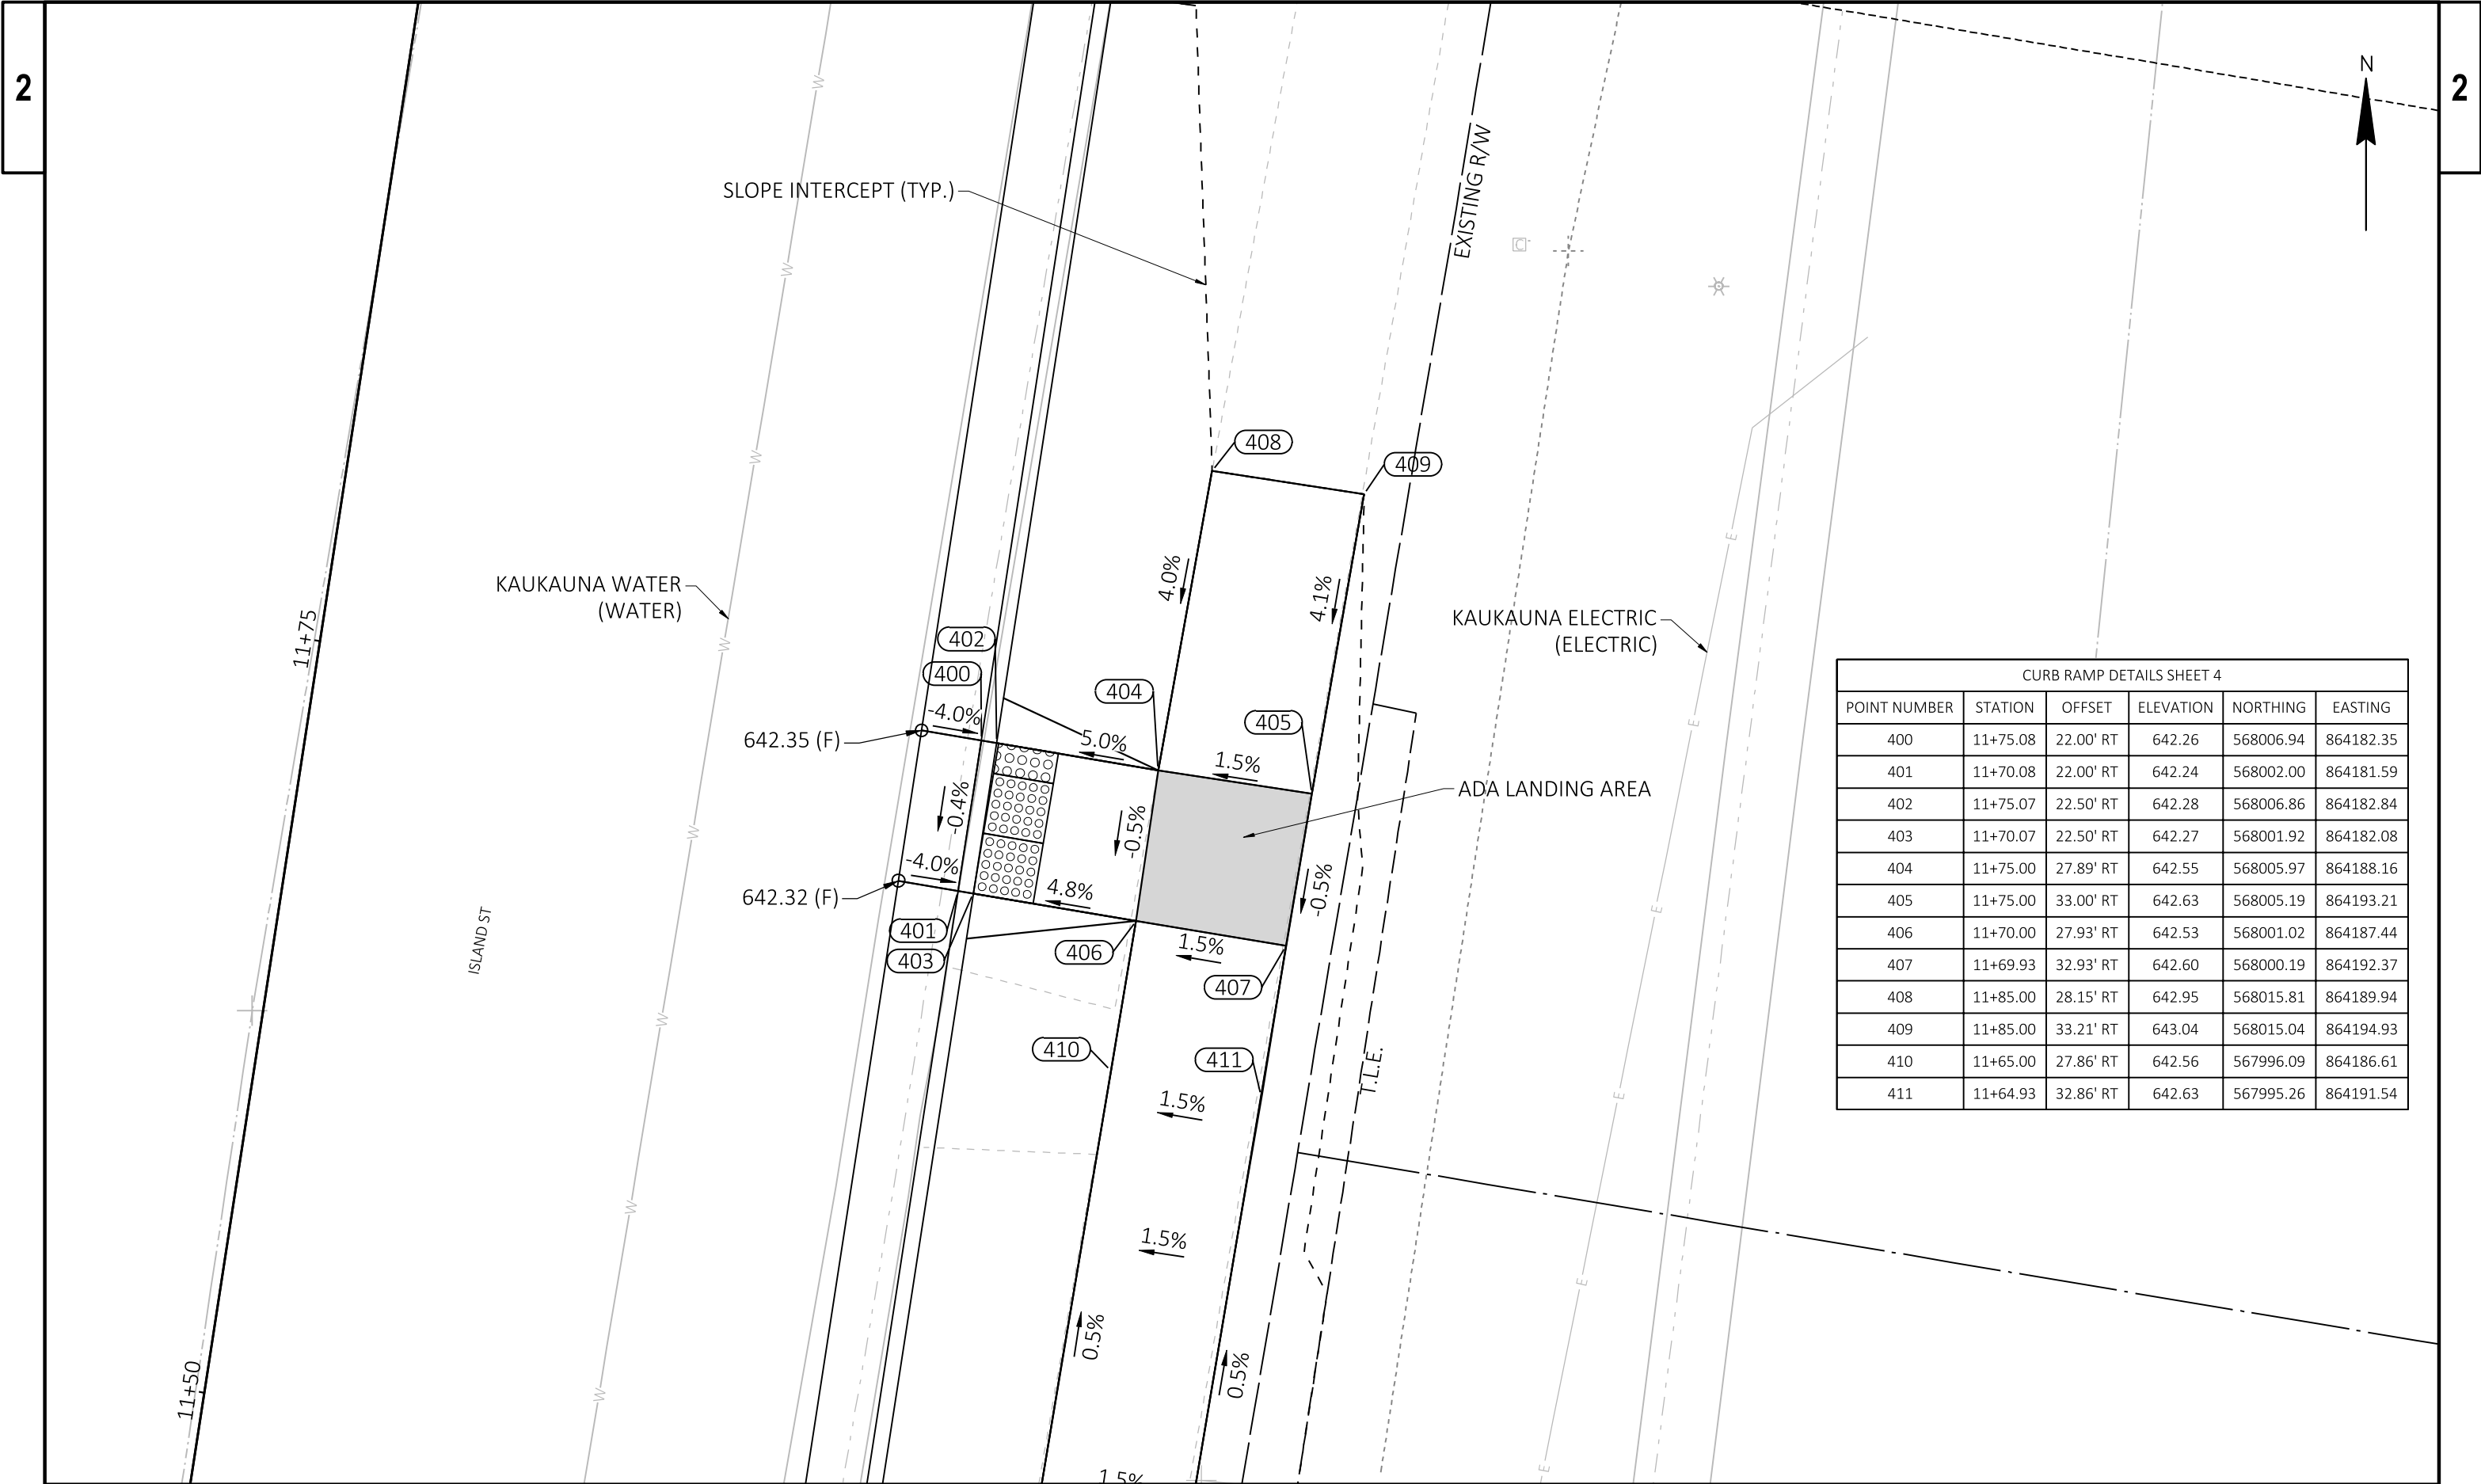 2
2
N
SLOPE INTERCEPT (TYP.)
EXISTING R/W
C
408
409
4.0%
4.1%
KAUKAUNA WATER
(WATER)
KAUKAUNA ELECTRIC
(ELECTRIC)
11+75
402
400
404
405
-4.0%
642.35 (F)
5.0%
1.5%
-0.4%
-0.5%
ADA LANDING AREA
-4.0%
642.32 (F)
4.8%
-0.5%
401
403
406
1.5%
407
ISLAND ST
410
411
T.L.E.
1.5%
1.5%
0.5%
0.5%
11+50
1.5%
W
W
W
W
W
W
W
W
W
E
E
E
E
E
E
CURB RAMP DETAILS SHEET 4
POINT NUMBER STATION OFFSET ELEVATION NORTHING EASTING
400 11+75.08 22.00' RT 642.26 568006.94 864182.35
401 11+70.08 22.00' RT 642.24 568002.00 864181.59
402 11+75.07 22.50' RT 642.28 568006.86 864182.84
403 11+70.07 22.50' RT 642.27 568001.92 864182.08
404 11+75.00 27.89' RT 642.55 568005.97 864188.16
405 11+75.00 33.00' RT 642.63 568005.19 864193.21
406 11+70.00 27.93' RT 642.53 568001.02 864187.44
407 11+69.93 32.93' RT 642.60 568000.19 864192.37
408 11+85.00 28.15' RT 642.95 568015.81 864189.94
409 11+85.00 33.21' RT 643.04 568015.04 864194.93
410 11+65.00 27.86' RT 642.56 567996.09 864186.61
411 11+64.93 32.86' RT 642.63 567995.26 864191.54